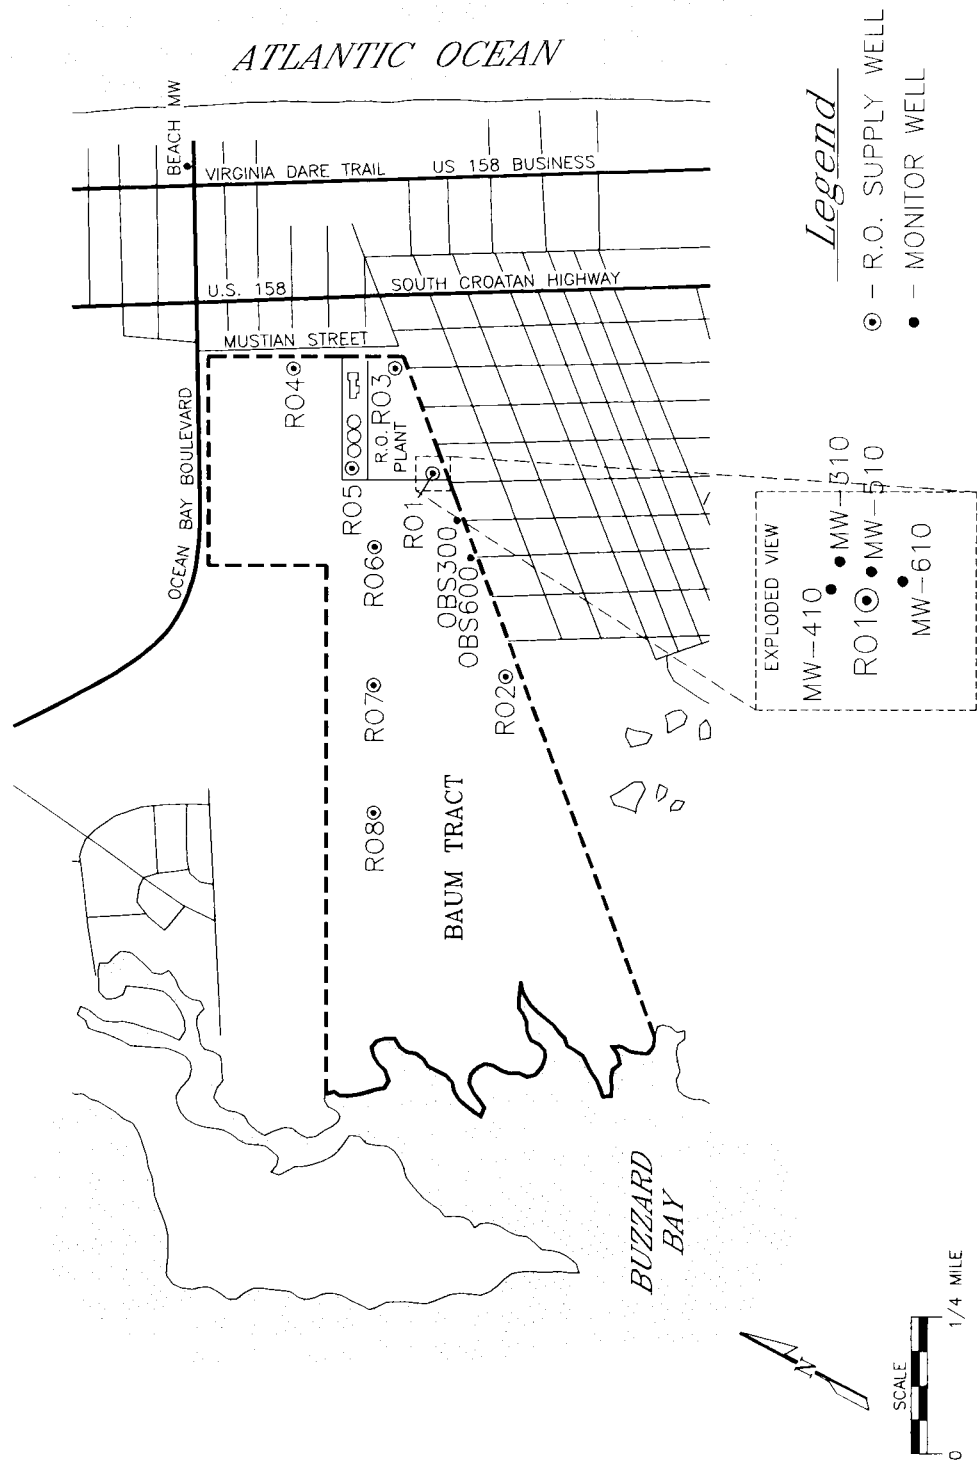 ATLANTIC OCEAN
BEACH MW
VIRGINIA DARE TRAIL
US 158 BUSINESS
U.S. 158
SOUTH CROATAN HIGHWAY
MUSTIAN STREET
OCEAN BAY BOULEVARD
RO4
RO3
R.O.
PLANT
RO5
RO1
OBS300
OBS600
RO6
RO7
RO2
RO8
BAUM TRACT
BUZZARD
BAY
Legend
- R.O. SUPPLY WELL
- MONITOR WELL
EXPLODED VIEW
MW-410
MW-310
RO1
MW-510
MW-610
N
SCALE
0
1/4 MILE